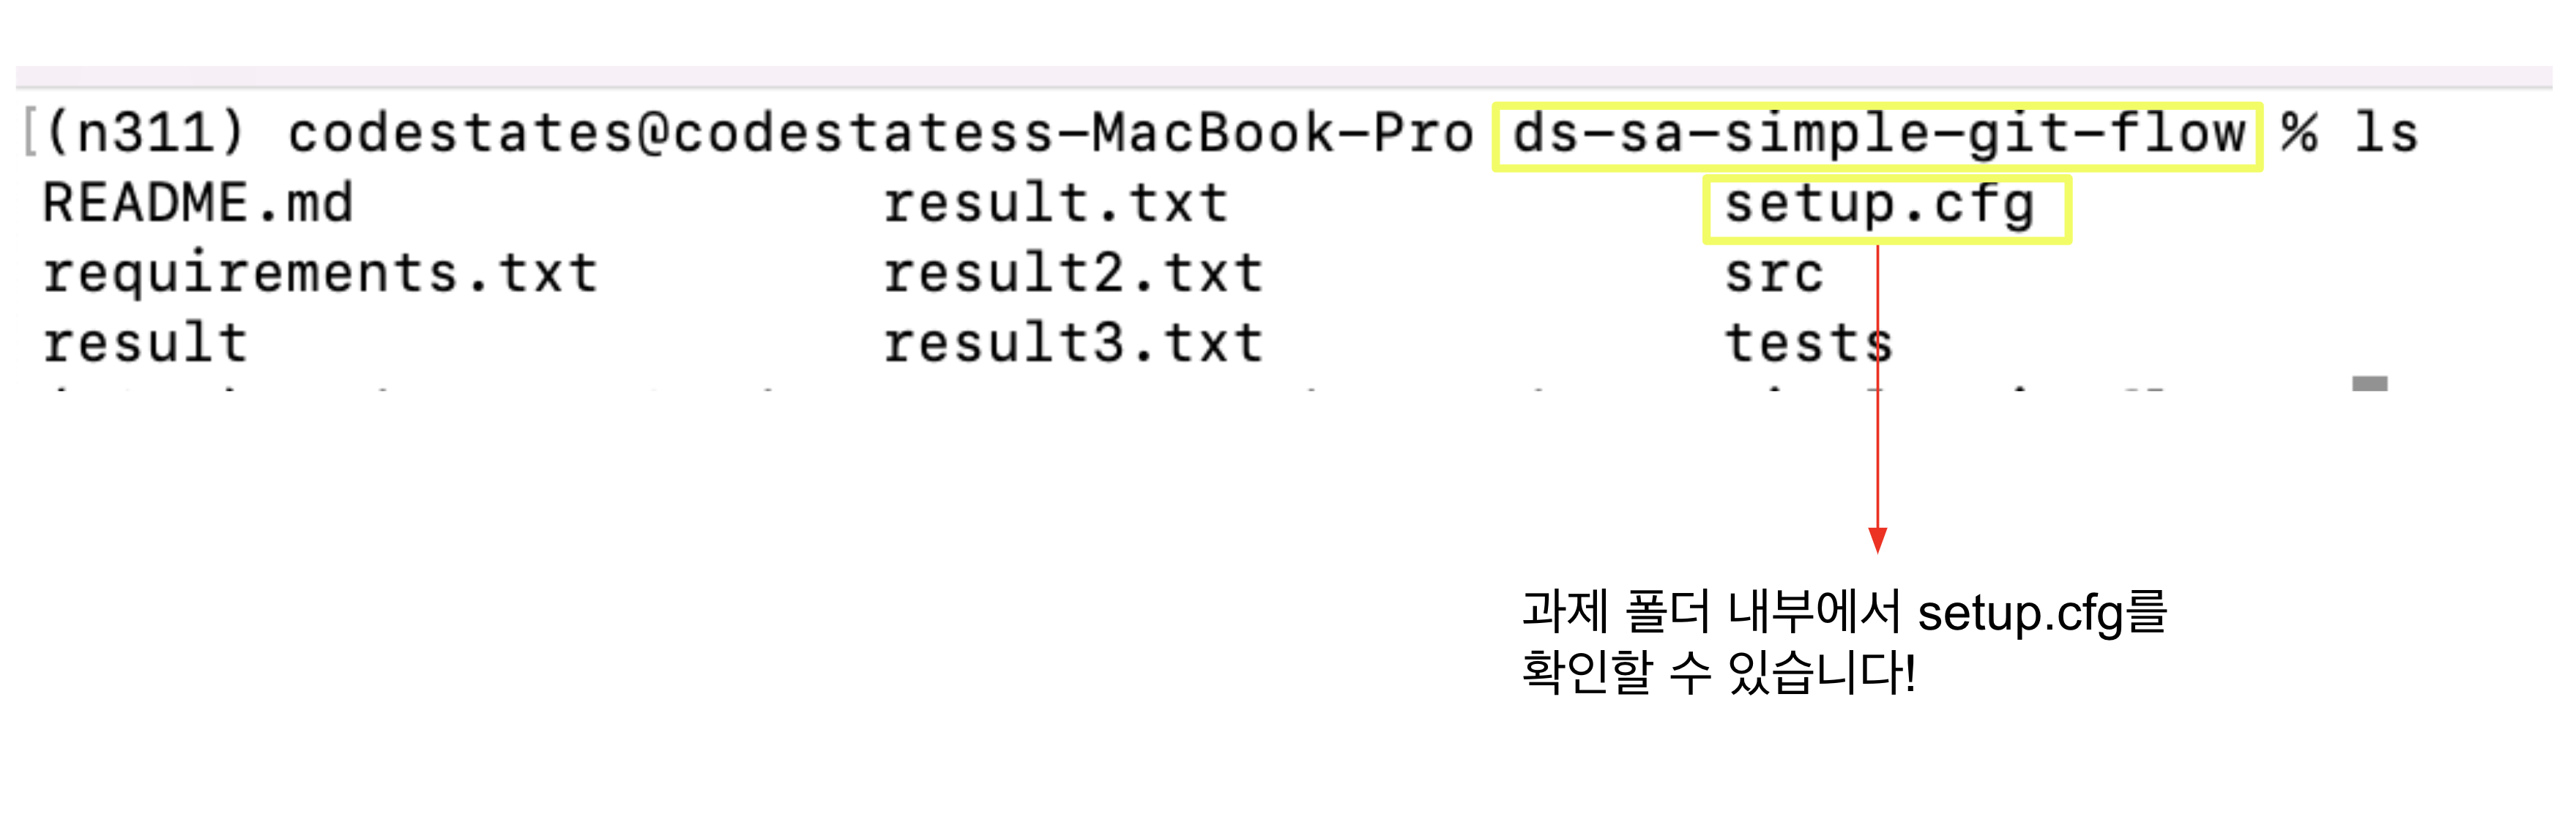 [(n311) codestates@codestatess-MacBook-Pro ds-sa-simple-git-flow % ls
README.md result.txt setup.cfg
requirements.txt result2.txt src
result result3.txt tests
과제 폴더 내부에서 setup.cfg를
확인할 수 있습니다!